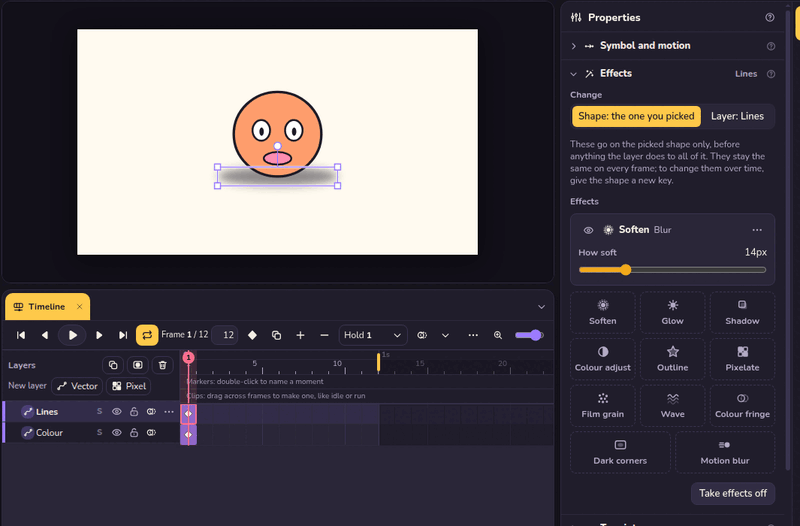 Properties
Symbol and motion
Effects
Lines
Change
Shape: the one you picked
Layer: Lines
These go on the picked shape only, before
anything the layer does to all of it. They stay the
same on every frame; to change them over time,
give the shape a new key.
Effects
Soften Blur
How soft
14px
Soften
Glow
Shadow
Colour adjust
Outline
Pixelate
Film grain
Wave
Colour fringe
Dark corners
Motion blur
Take effects off
Timeline
Frame 1 / 12
12
Hold 1
Layers
New layer
Vector
Pixel
1
5
10
1s
15
20
Markers: double-click to name a moment
Clips: drag across frames to make one, like idle or run
Lines
S
Colour
S